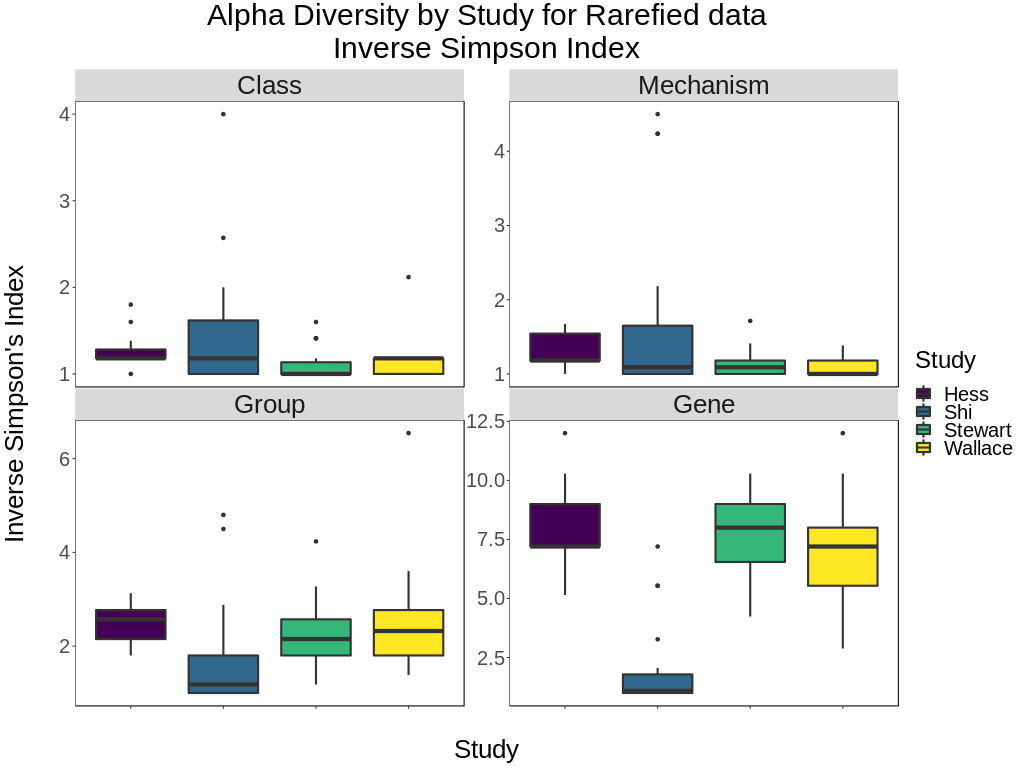 Alpha Diversity by Study for Rarefied data
Inverse Simpson Index
Class
Mechanism
4
3
2
1
4
3
2
1
Group
Gene
6
4
2
12.5
10.0
7.5
5.0
2.5
Inverse Simpson's Index
Study
Study
Hess
Shi
Stewart
Wallace